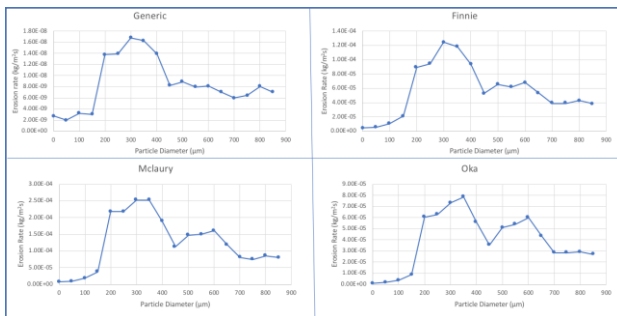 Generic
Erosion rate (kg/m²s)
1.80E-08
1.60E-08
1.40E-08
1.20E-08
1.00E-08
8.00E-09
6.00E-09
4.00E-09
2.00E-09
0.00E+00
0 100 200 300 400 500 600 700 800 900
Particle Diameter (µm)
Finnie
Erosion rate (kg/m²s)
1.40E-04
1.20E-04
1.00E-04
8.00E-05
6.00E-05
4.00E-05
2.00E-05
0.00E+00
0 100 200 300 400 500 600 700 800 900
Particle Diameter (µm)
Mclaury
Erosion Rate (kg/m²s)
3.00E-04
2.50E-04
2.00E-04
1.50E-04
1.00E-04
5.00E-05
0.00E+00
0 100 200 300 400 500 600 700 800 900
Particle Diameter (µm)
Oka
Erosion Rate (kg/m²s)
9.00E-05
8.00E-05
7.00E-05
6.00E-05
5.00E-05
4.00E-05
3.00E-05
2.00E-05
1.00E-05
0.00E+00
0 100 200 300 400 500 600 700 800 900
Particle Diameter (µm)